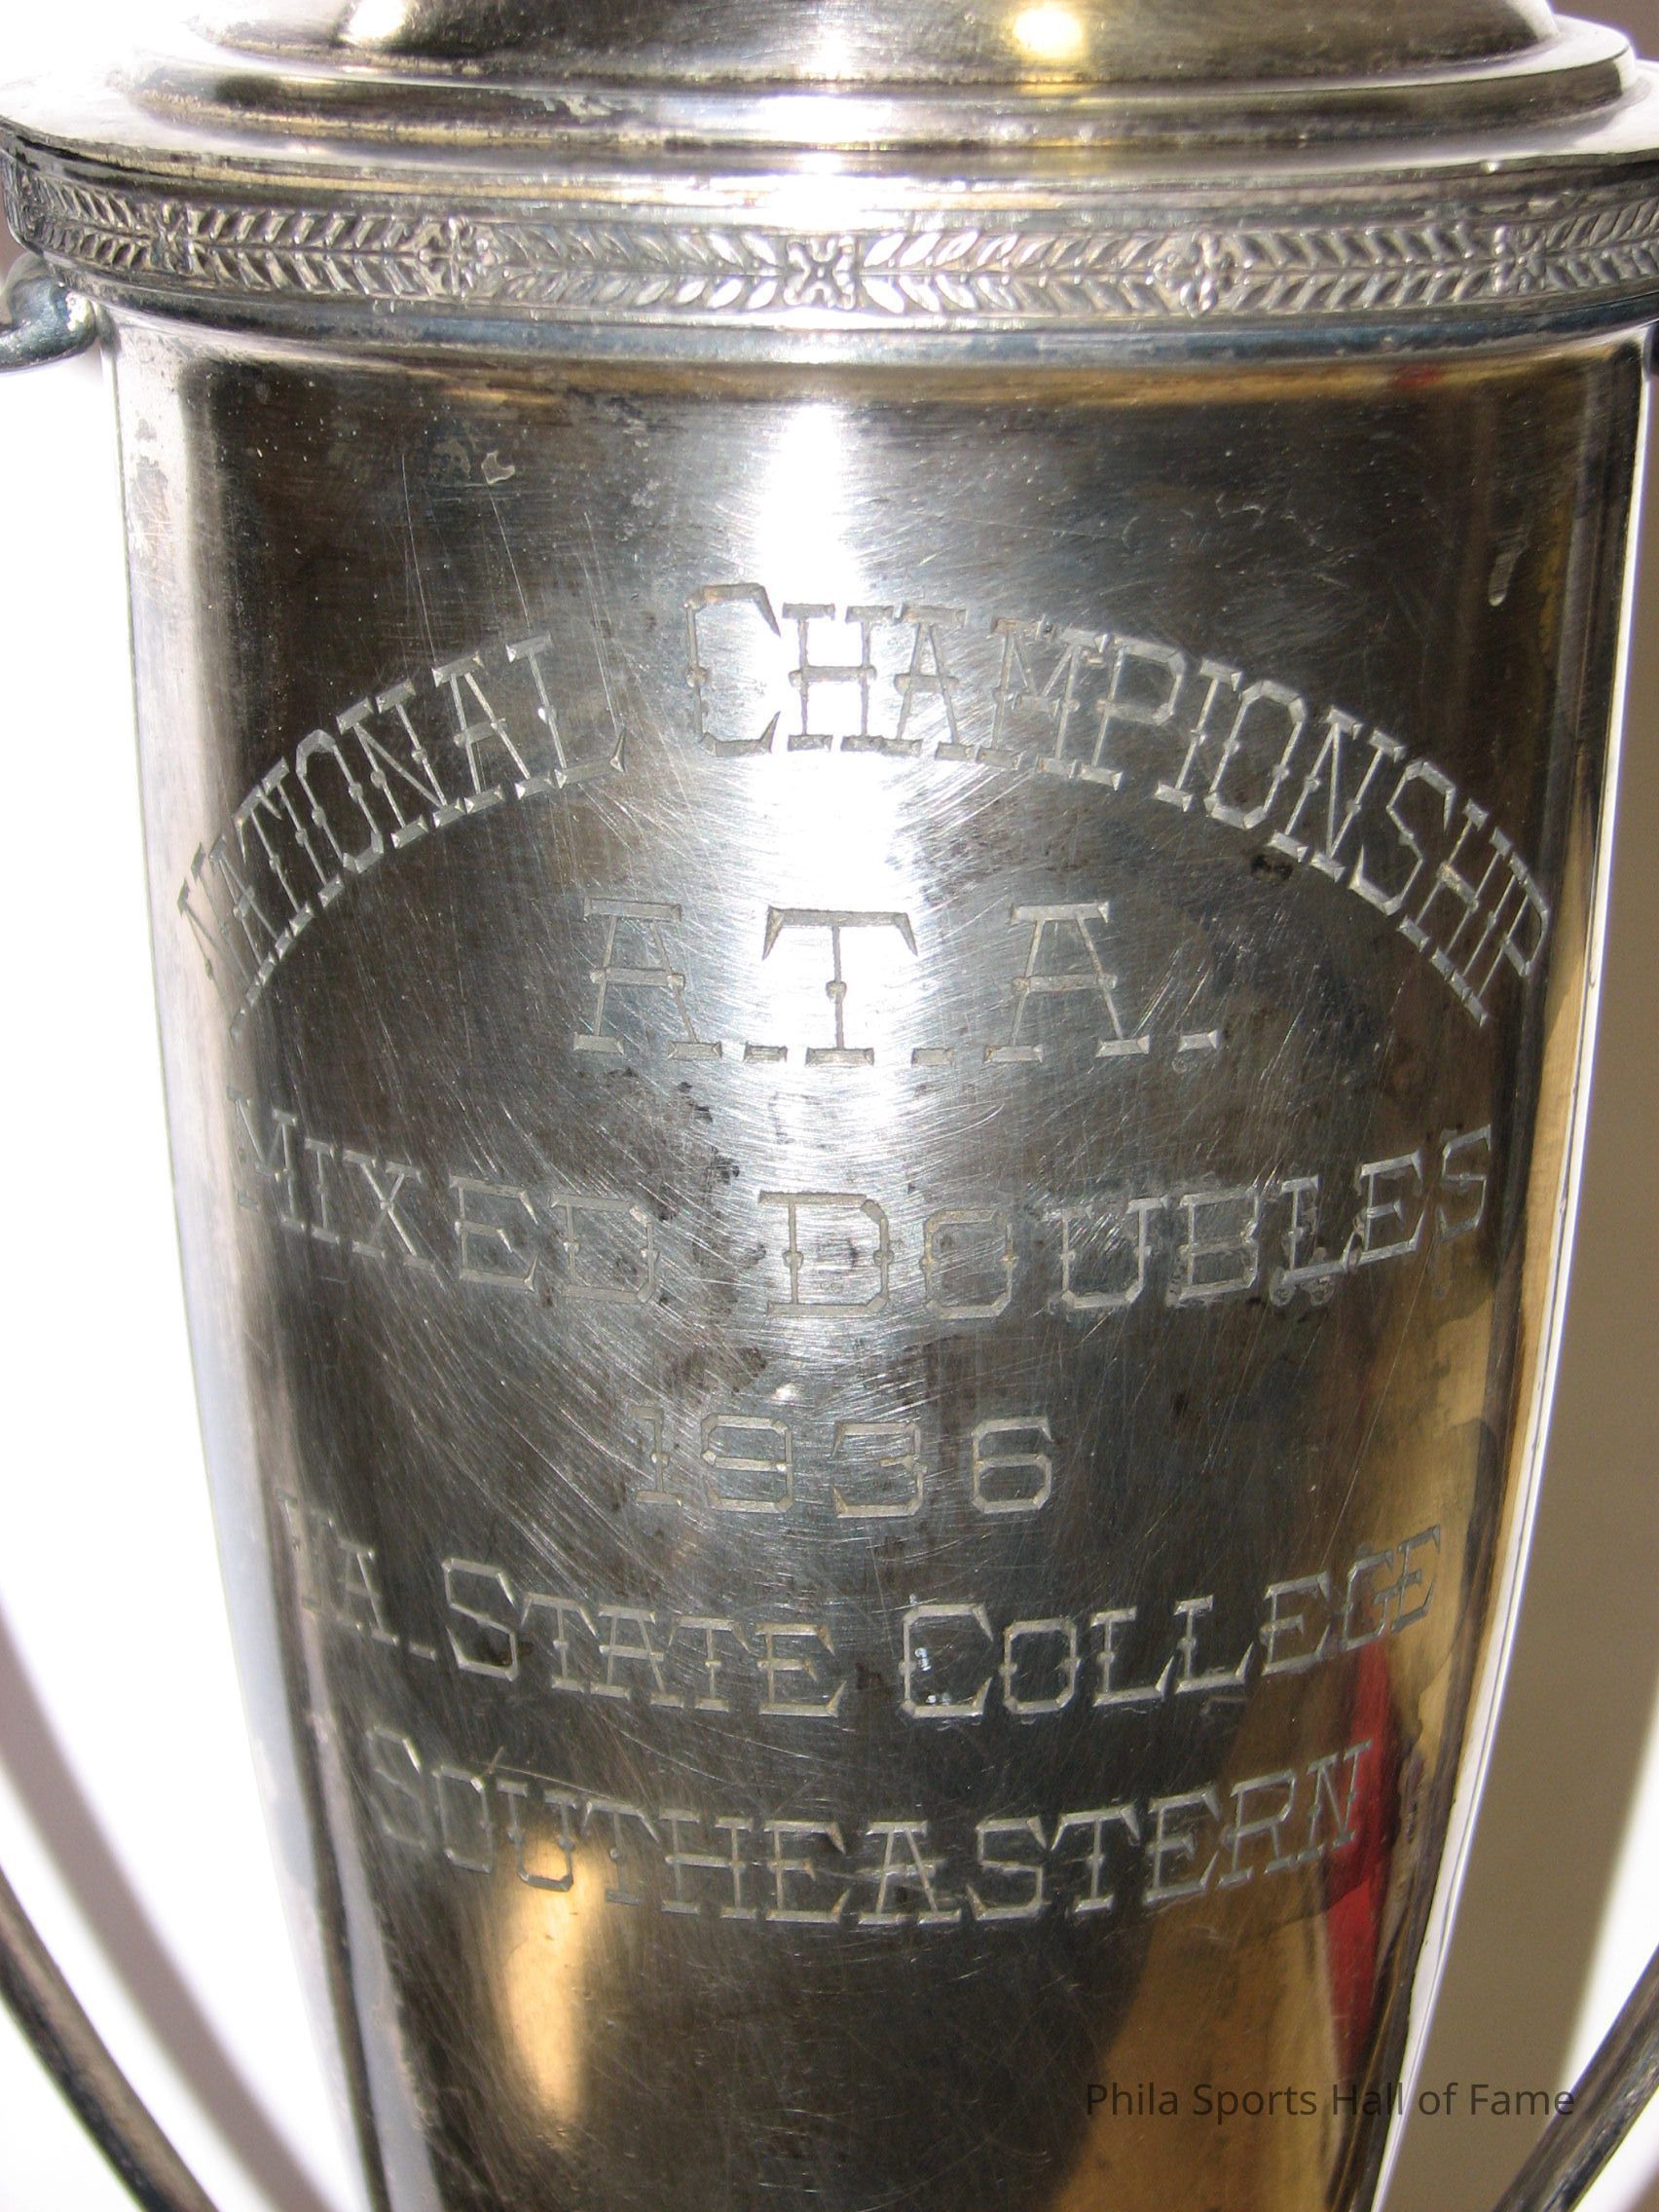 NATIONAL CHAMPIONSHIP
A.T.A.
MIXED DOUBLES
1936
VA. STATE COLLEGE
SOUTHEASTERN
Phila Sports Hall of Fame